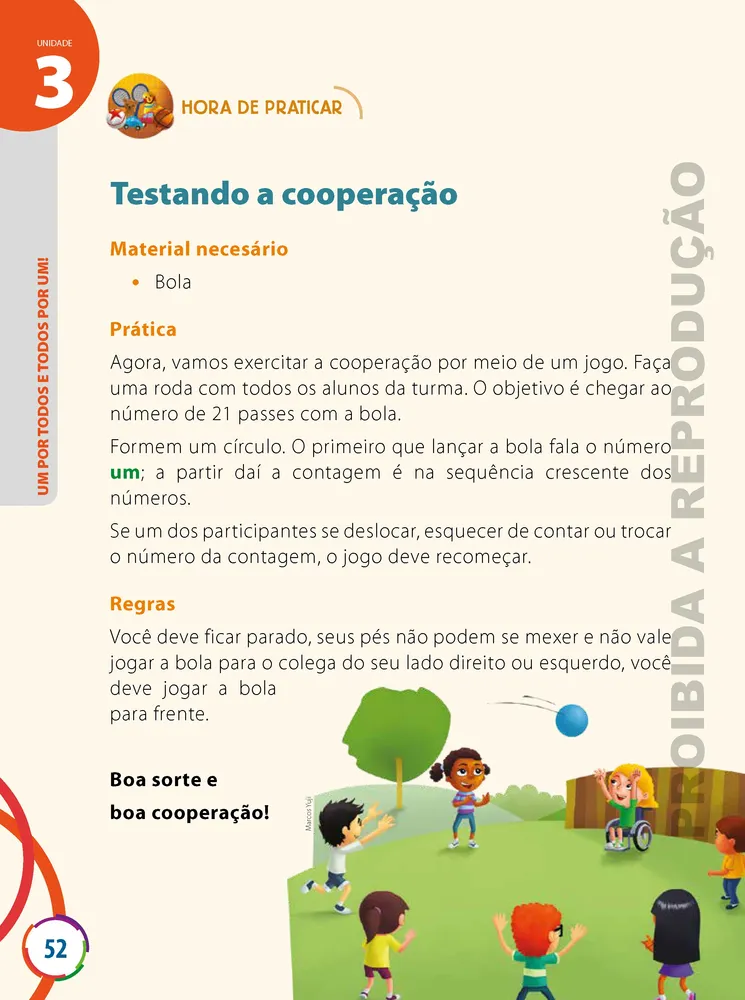 UNIDADE
3
HORA DE PRATICAR
UM POR TODOS E TODOS POR UM!
Testando a cooperação
Material necesário
• Bola
Prática
Agora, vamos exercitar a cooperação por meio de um jogo. Faça
uma roda com todos os alunos da turma. O objetivo é chegar ao
número de 21 passes com a bola.
Formem um círculo. O primeiro que lançar a bola fala o número
um; a partir daí a contagem é na sequência crescente dos
números.
Se um dos participantes se deslocar, esquecer de contar ou trocar
o número da contagem, o jogo deve recomeçar.
Regras
Você deve ficar parado, seus pés não podem se mexer e não vale
jogar a bola para o colega do seu lado direito ou esquerdo, você
deve jogar a bola
para frente.
Boa sorte e
boa cooperação!
Marcos Yuji
PROIBIDA A REPRODUÇÃO
52